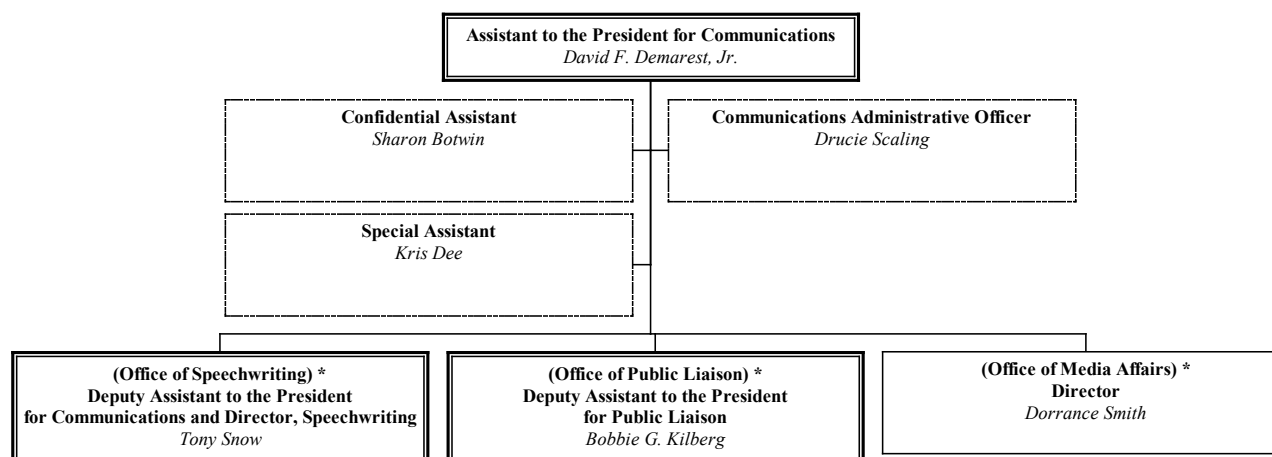 Assistant to the President for Communications
David F. Demarest, Jr.
Confidential Assistant
Sharon Botwin
Communications Administrative Officer
Drucie Scaling
Special Assistant
Kris Dee
(Office of Speechwriting) *
Deputy Assistant to the President
for Communications and Director, Speechwriting
Tony Snow
(Office of Public Liaison) *
Deputy Assistant to the President
for Public Liaison
Bobbie G. Kilberg
(Office of Media Affairs) *
Director
Dorrance Smith